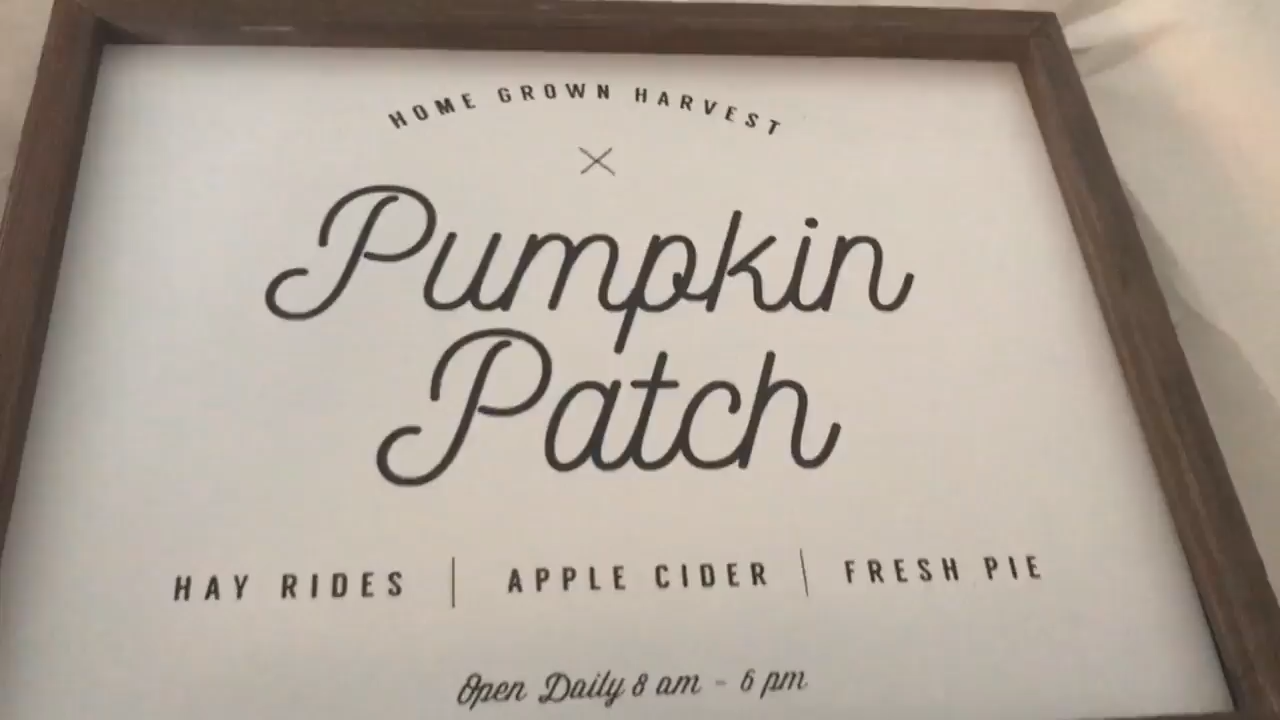 HOME GROWN HARVEST
Pumpkin
Patch
HAY RIDES | APPLE CIDER | FRESH PIE
Open Daily 8 am - 6 pm